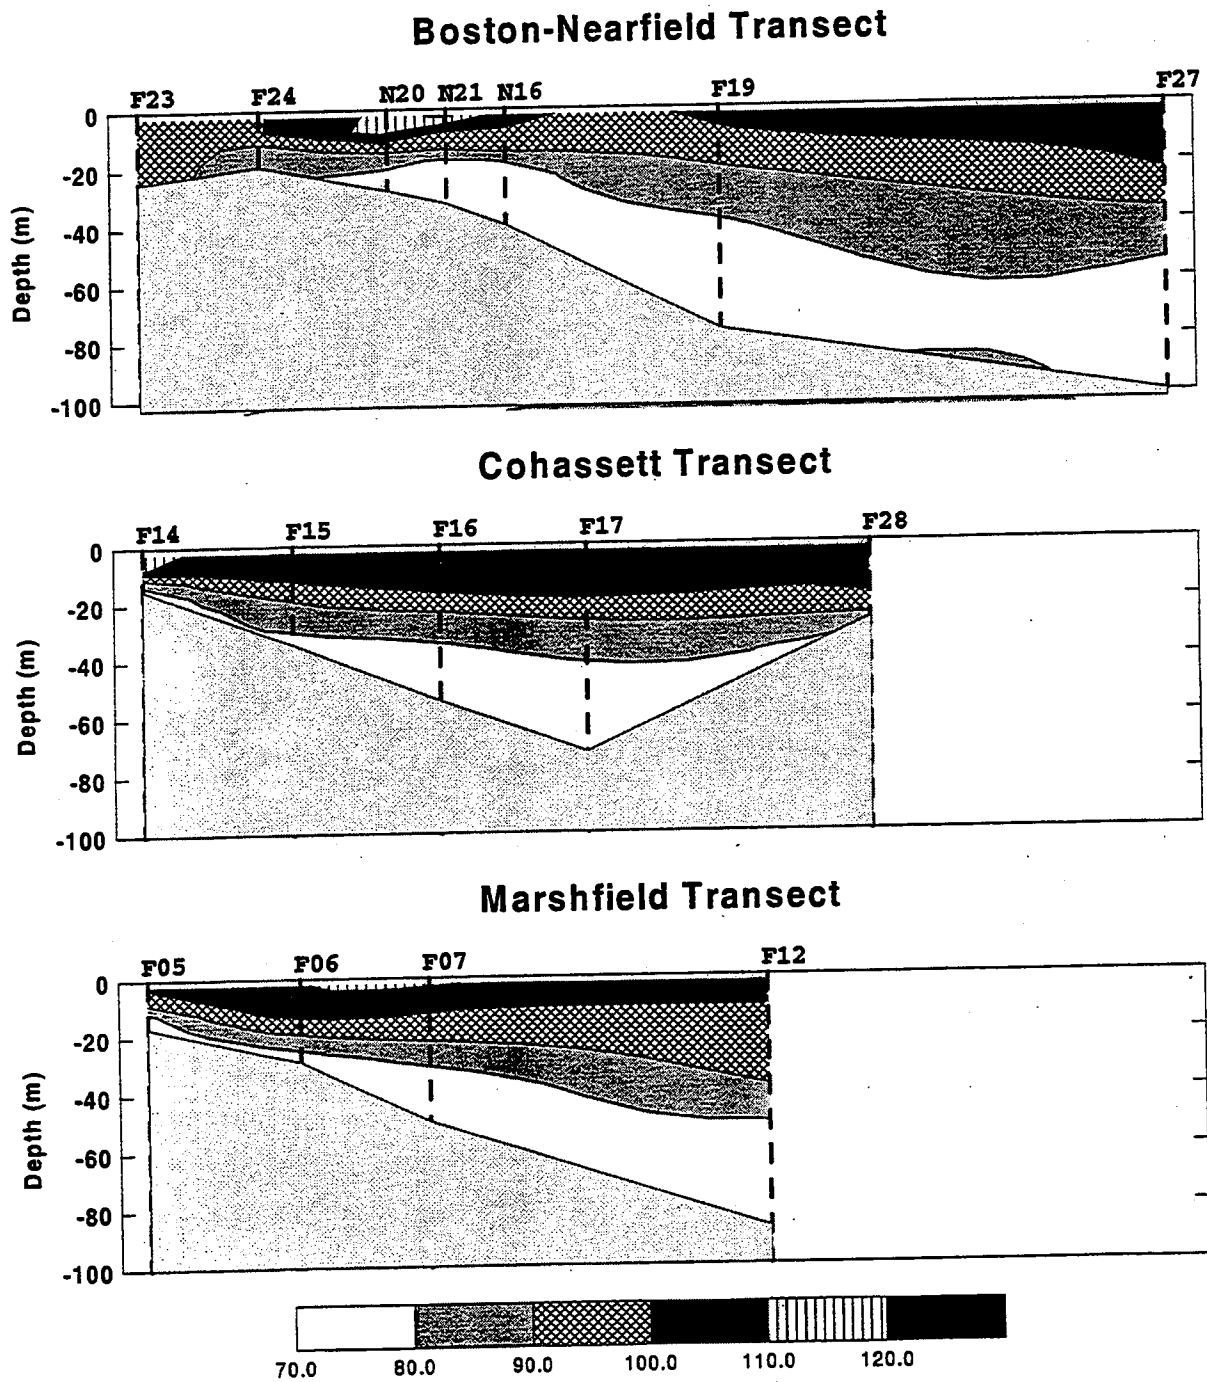 Boston-Nearfield Transect
F23 F24 N20 N21 N16 F19 F27
0
-20
-40
-60
-80
-100
Depth (m)
Cohassett Transect
F14 F15 F16 F17 F28
0
-20
-40
-60
-80
-100
Depth (m)
Marshfield Transect
F05 F06 F07 F12
0
-20
-40
-60
-80
-100
Depth (m)
70.0 80.0 90.0 100.0 110.0 120.0